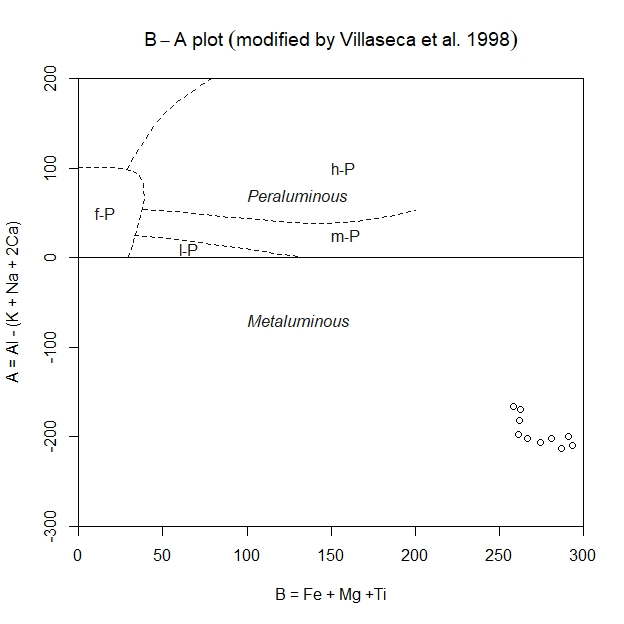 B – A plot (modified by Villaseca et al. 1998)
200
100
0
-100
-200
-300
A = Al - (K + Na + 2Ca)
h-P
Peraluminous
f-P
m-P
l-P
Metaluminous
0 50 100 150 200 250 300
B = Fe + Mg +Ti